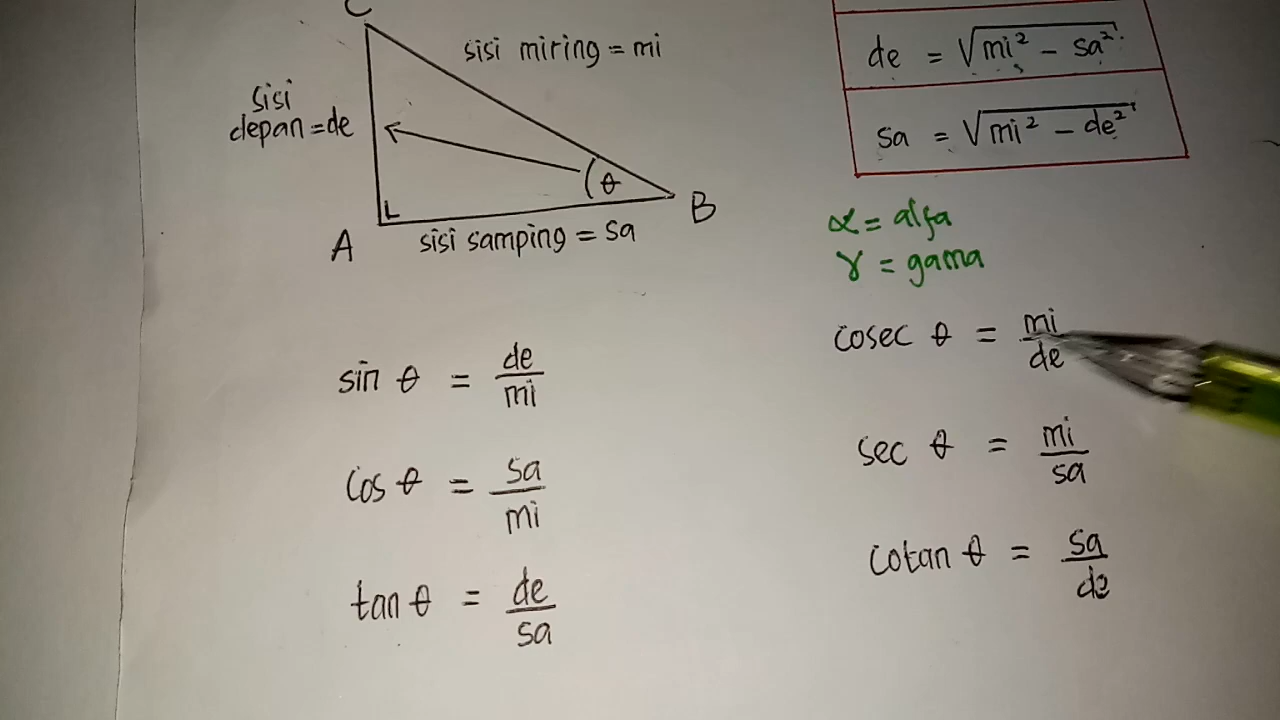 C
sisi miring = mi
sisi
depan = de
θ
A
B
sisi samping = sa
de = √mi² - sa²
sa = √mi² - de²
α = alfa
γ = gama
sin θ = de/mi
cos θ = sa/mi
tan θ = de/sa
cosec θ = mi/de
sec θ = mi/sa
cotan θ = sa/de